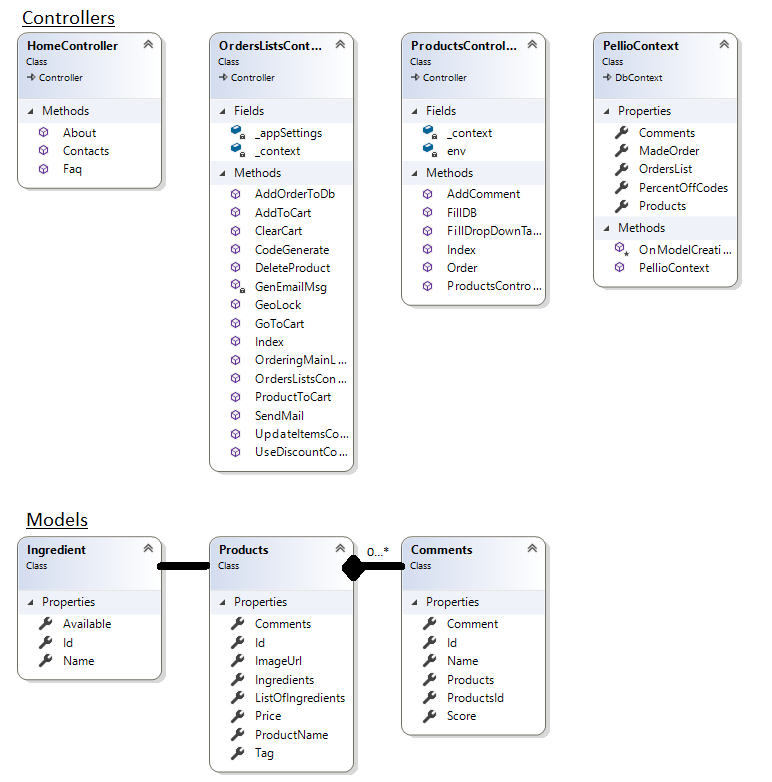 Controllers
HomeController
Class
Controller
Methods
About
Contacts
Faq
OrdersListsCont...
Class
Controller
Fields
_appSettings
_context
Methods
AddOrderToDb
AddToCart
ClearCart
CodeGenerate
DeleteProduct
GenEmailMsg
GeoLock
GoToCart
Index
OrderingMainL...
OrdersListsCon...
ProductToCart
SendMail
UpdateItemsCo...
UseDiscountCo...
ProductsControl...
Class
Controller
Fields
_context
env
Methods
AddComment
FillDB
FillDropDownTa...
Index
Order
ProductsContro...
PellioContext
Class
DbContext
Properties
Comments
MadeOrder
OrdersList
PercentOffCodes
Products
Methods
OnModelCreati...
PellioContext
Models
Ingredient
Class
Properties
Available
Id
Name
Products
Class
Properties
Comments
Id
ImageUrl
Ingredients
ListOfIngredients
Price
ProductName
Tag
0...*
Comments
Class
Properties
Comment
Id
Name
Products
ProductsId
Score